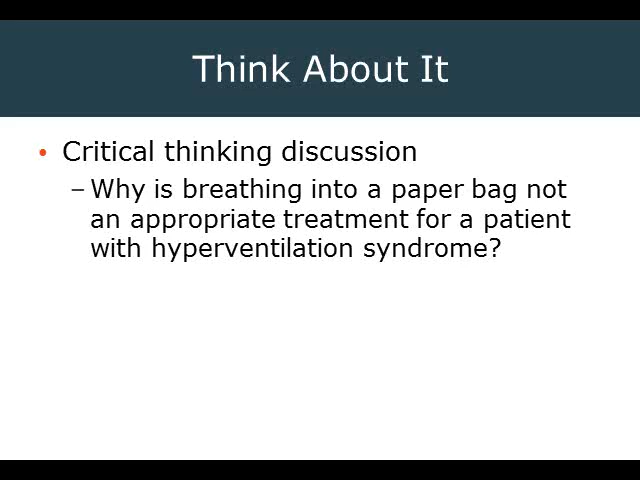 Think About It
• Critical thinking discussion
– Why is breathing into a paper bag not
an appropriate treatment for a patient
with hyperventilation syndrome?